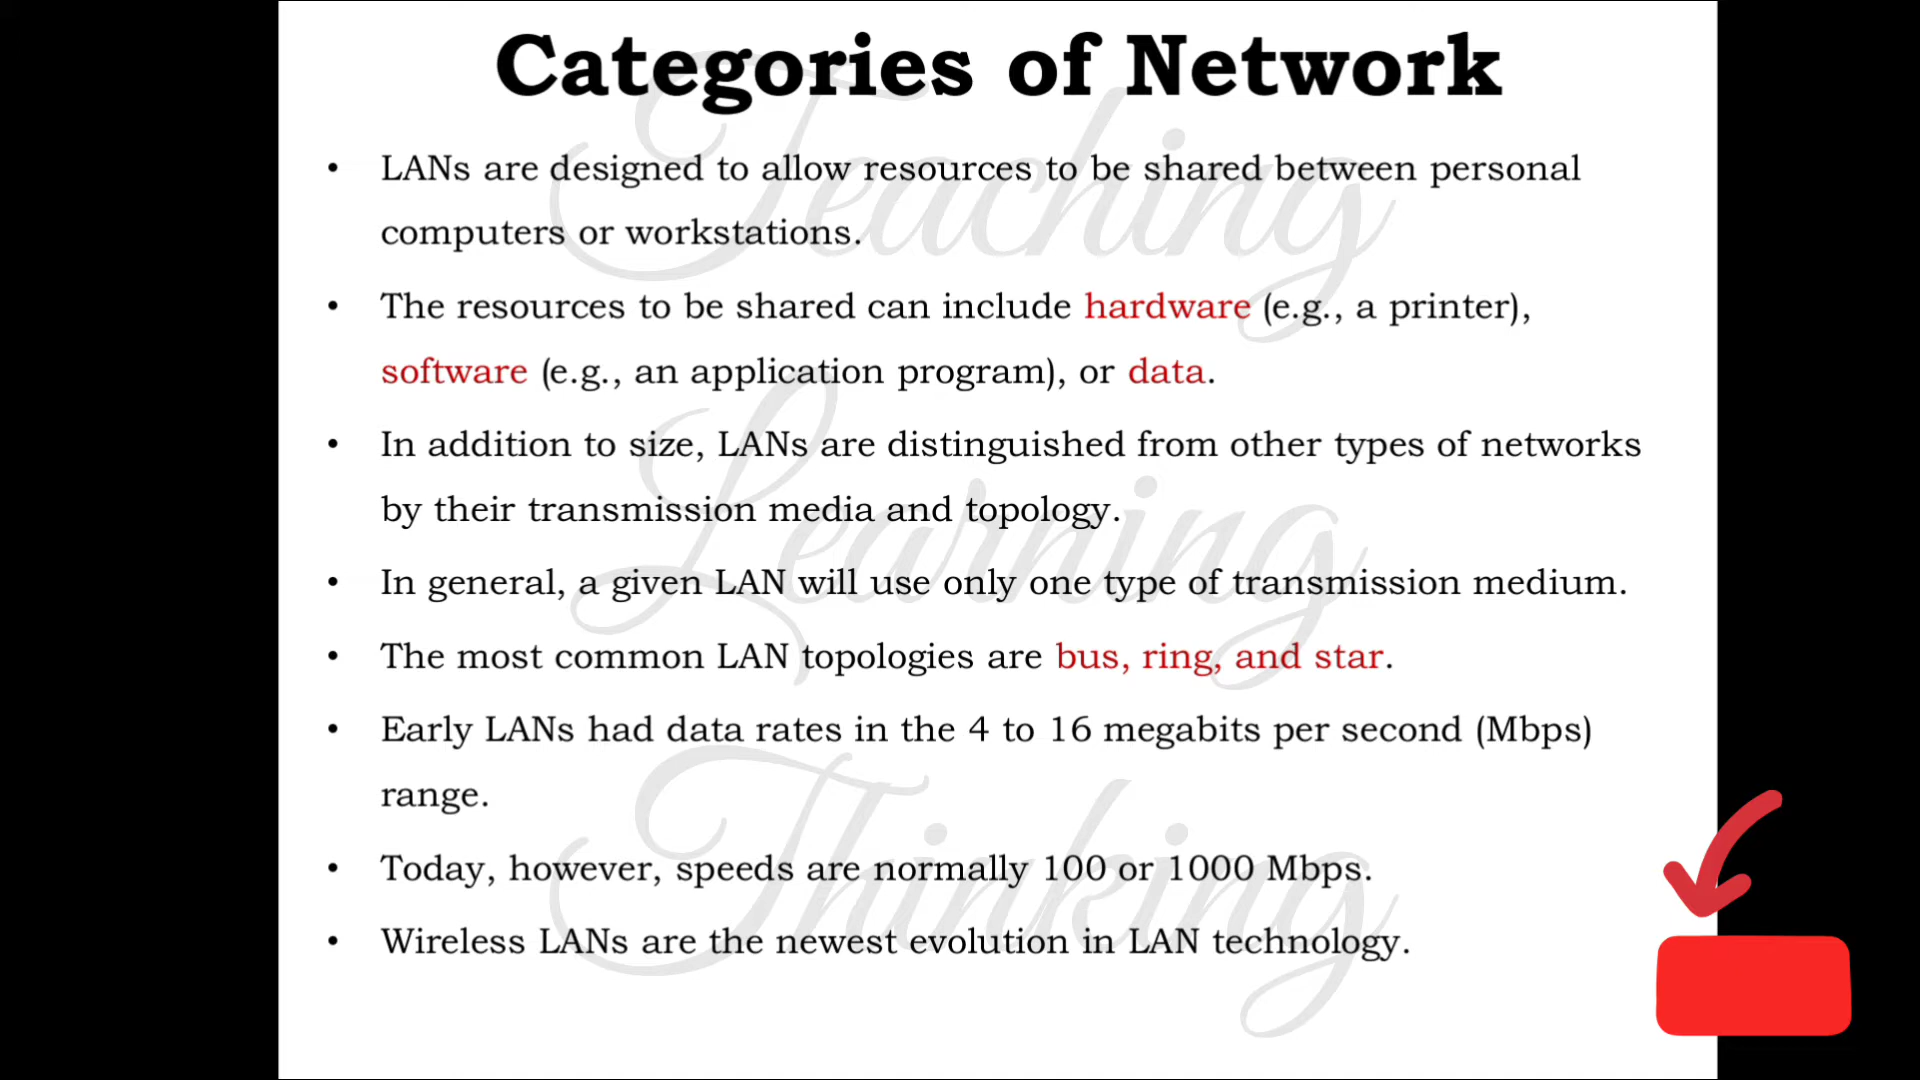 Categories of Network
• LANs are designed to allow resources to be shared between personal
computers or workstations.
• The resources to be shared can include hardware (e.g., a printer),
software (e.g., an application program), or data.
• In addition to size, LANs are distinguished from other types of networks
by their transmission media and topology.
• In general, a given LAN will use only one type of transmission medium.
• The most common LAN topologies are bus, ring, and star.
• Early LANs had data rates in the 4 to 16 megabits per second (Mbps)
range.
• Today, however, speeds are normally 100 or 1000 Mbps.
• Wireless LANs are the newest evolution in LAN technology.
Teaching
Learning
Thinking